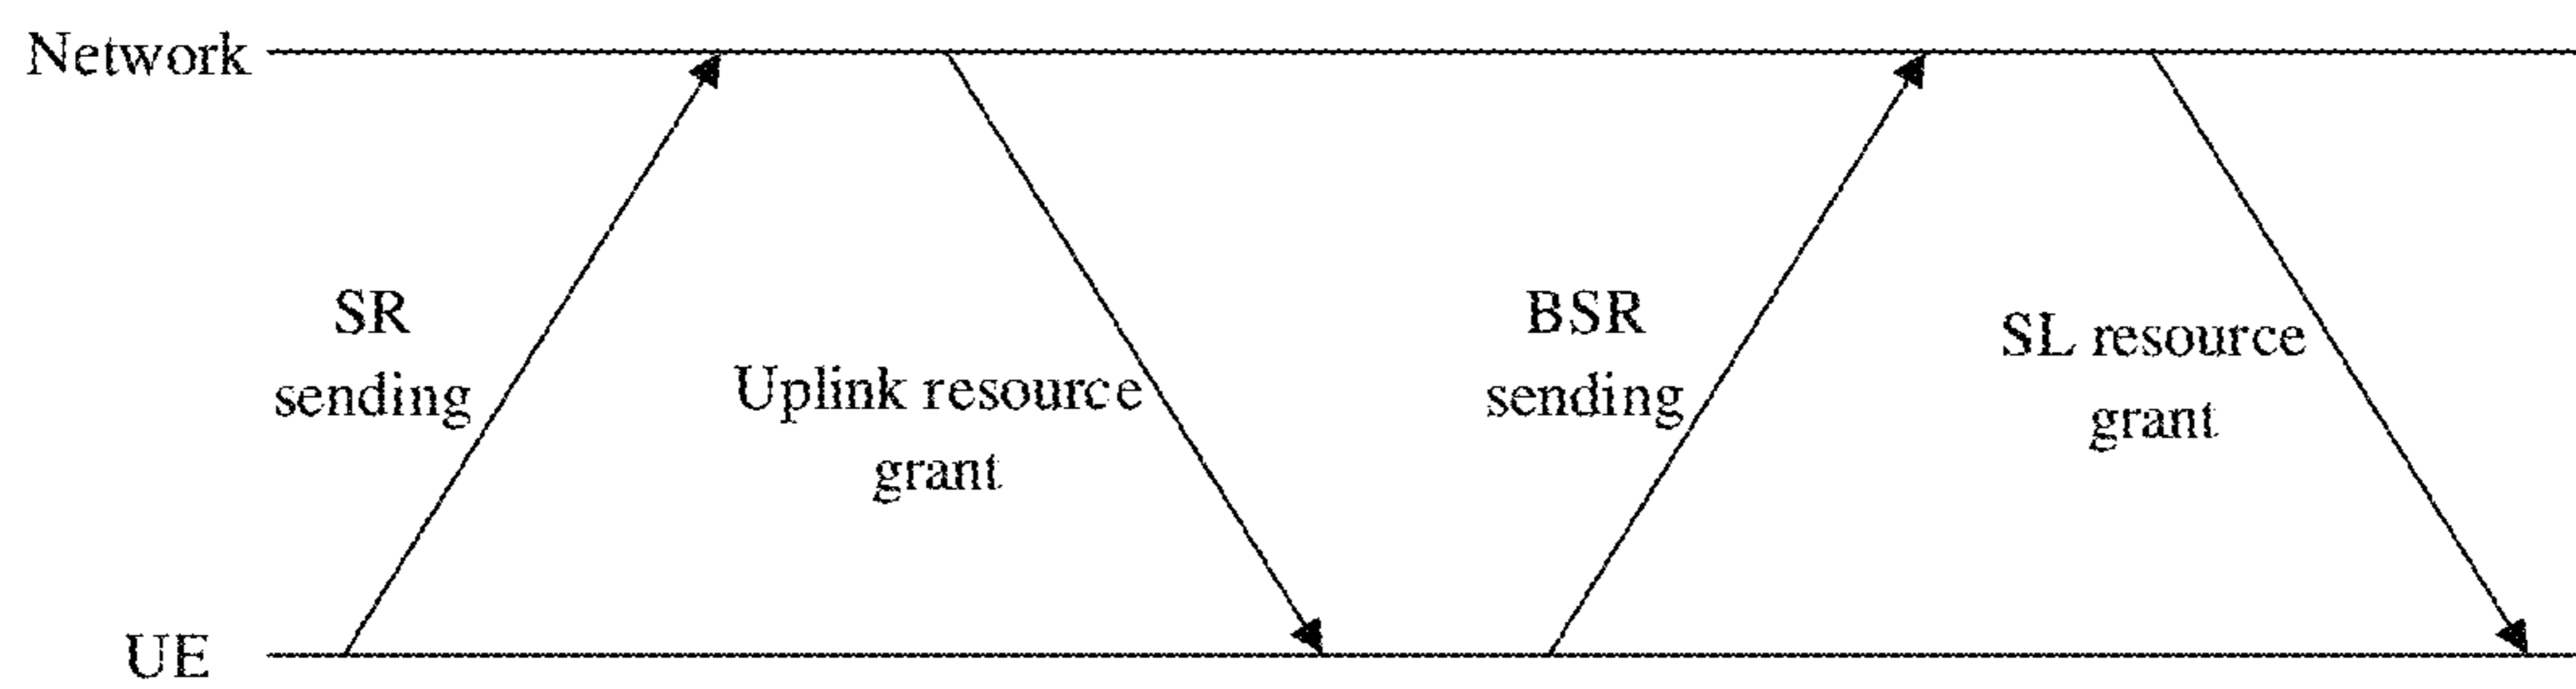 Network
SR
sending
Uplink resource
grant
BSR
sending
SL resource
grant
UE